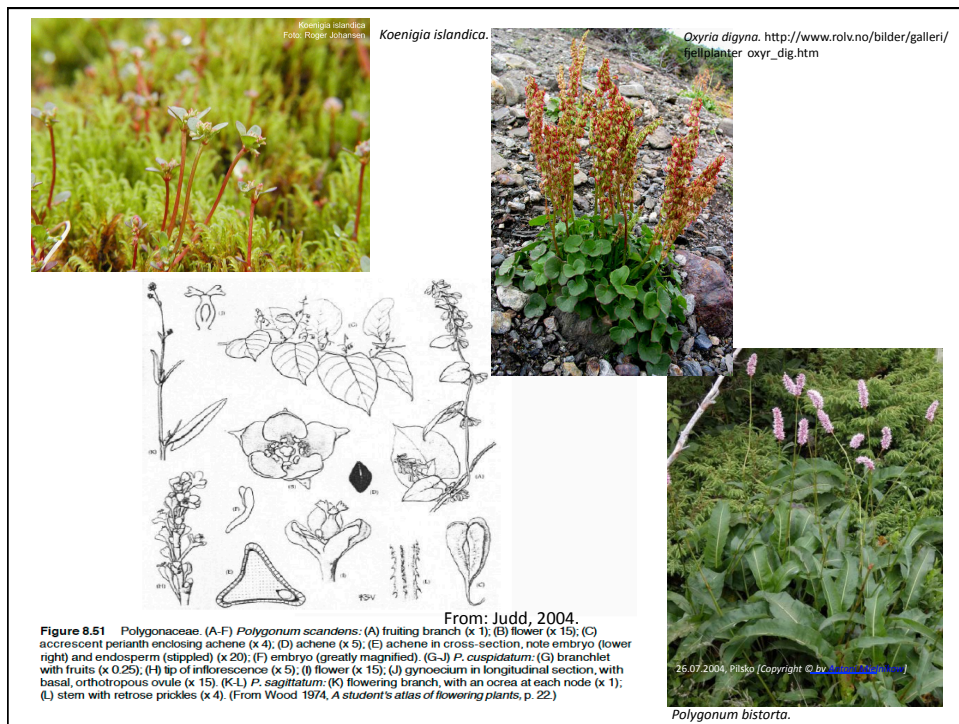 Koenigia islandica
Foto: Roger Johansen
Koenigia islandica.
Oxyria digyna. http://www.rolv.no/bilder/galleri/
fjellplanter oxyr_dig.htm
(J)
(G)
(K)
(B)
(D)
(A)
(F)
(H)
(E)
(I)
(L)
(C)
From: Judd, 2004.
Figure 8.51 Polygonaceae. (A-F) Polygonum scandens: (A) fruiting branch (x 1); (B) flower (x 15); (C)
accrescent perianth enclosing achene (x 4); (D) achene (x 5); (E) achene in cross-section, note embryo (lower
right) and endosperm (stippled) (x 20); (F) embryo (greatly magnified). (G-J) P. cuspidatum: (G) branchlet
with fruits (x 0.25); (H) tip of inflorescence (x 5); (I) flower (x 15); (J) gynoecium in longitudinal section, with
basal, orthotropous ovule (x 15). (K-L) P. sagittatum: (K) flowering branch, with an ocrea at each node (x 1);
(L) stem with retrose prickles (x 4). (From Wood 1974, A student's atlas of flowering plants, p. 22.)
26.07.2004, Pilsko [Copyright © by
Polygonum bistorta.